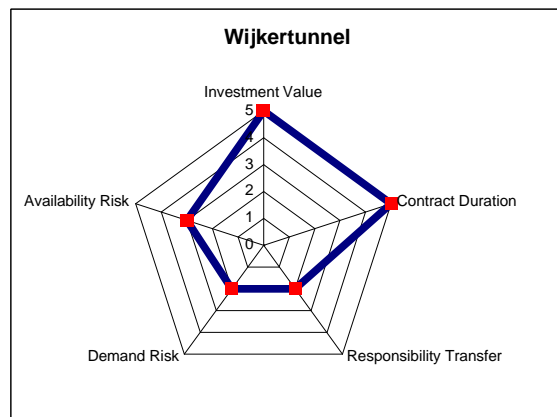 Wijkertunnel
Investment Value
5
4
3
2
1
0
Availability Risk
Contract Duration
Demand Risk
Responsibility Transfer